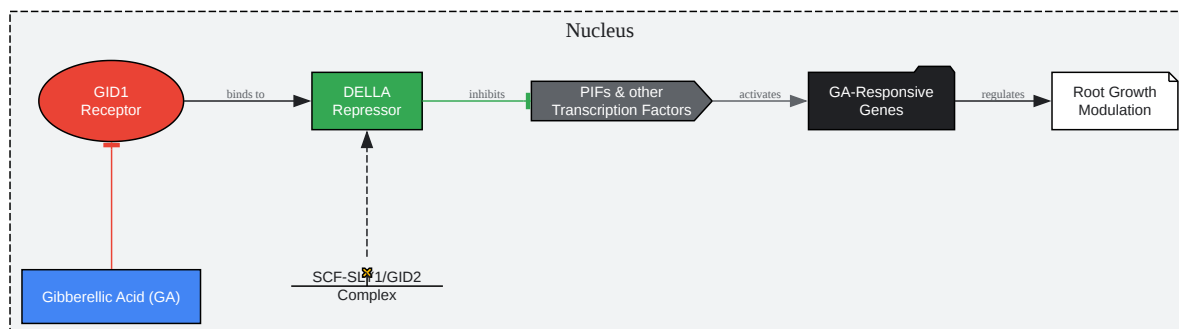 Nucleus
GID1
Receptor
binds to
DELLA
Repressor
inhibits
PIFs & other
Transcription Factors
activates
GA-Responsive
Genes
regulates
Root Growth
Modulation
Gibberellic Acid (GA)
/GID2
Complex